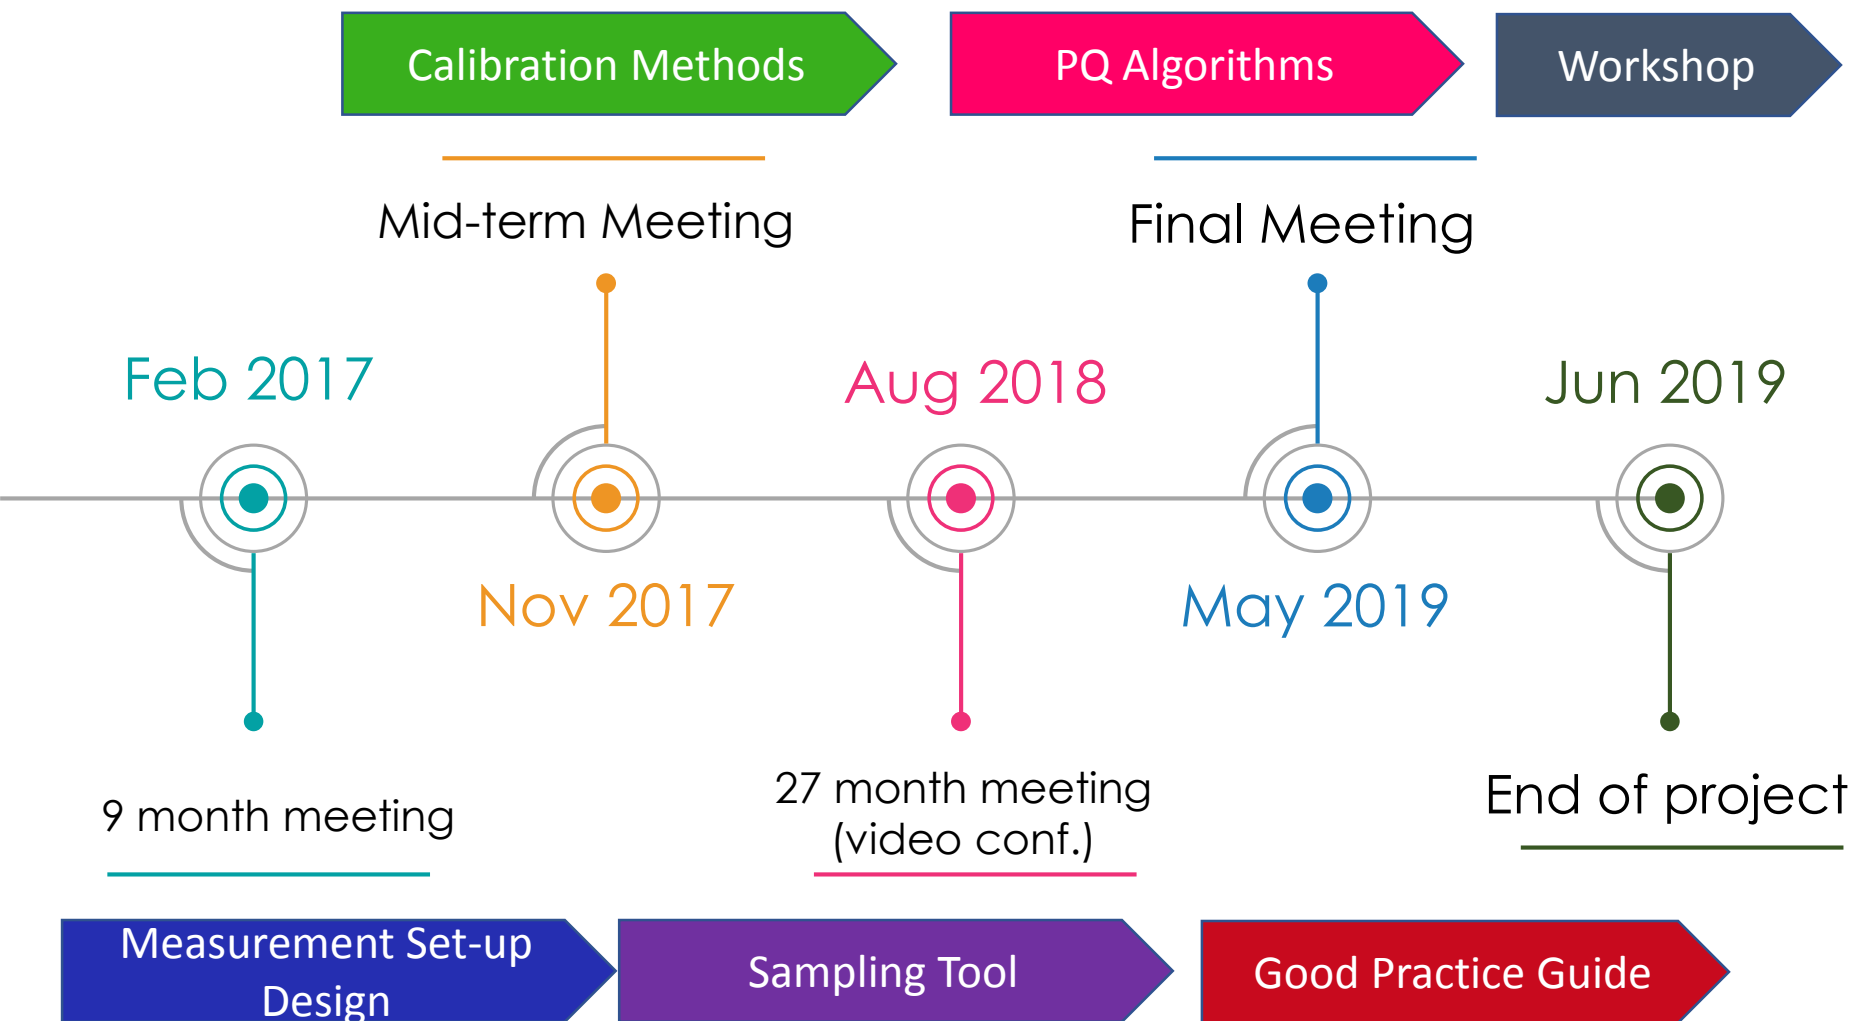 Calibration Methods
PQ Algorithms
Workshop
Mid-term Meeting
Final Meeting
Feb 2017
Aug 2018
Jun 2019
Nov 2017
May 2019
9 month meeting
27 month meeting
(video conf.)
End of project
Measurement Set-up
Design
Sampling Tool
Good Practice Guide